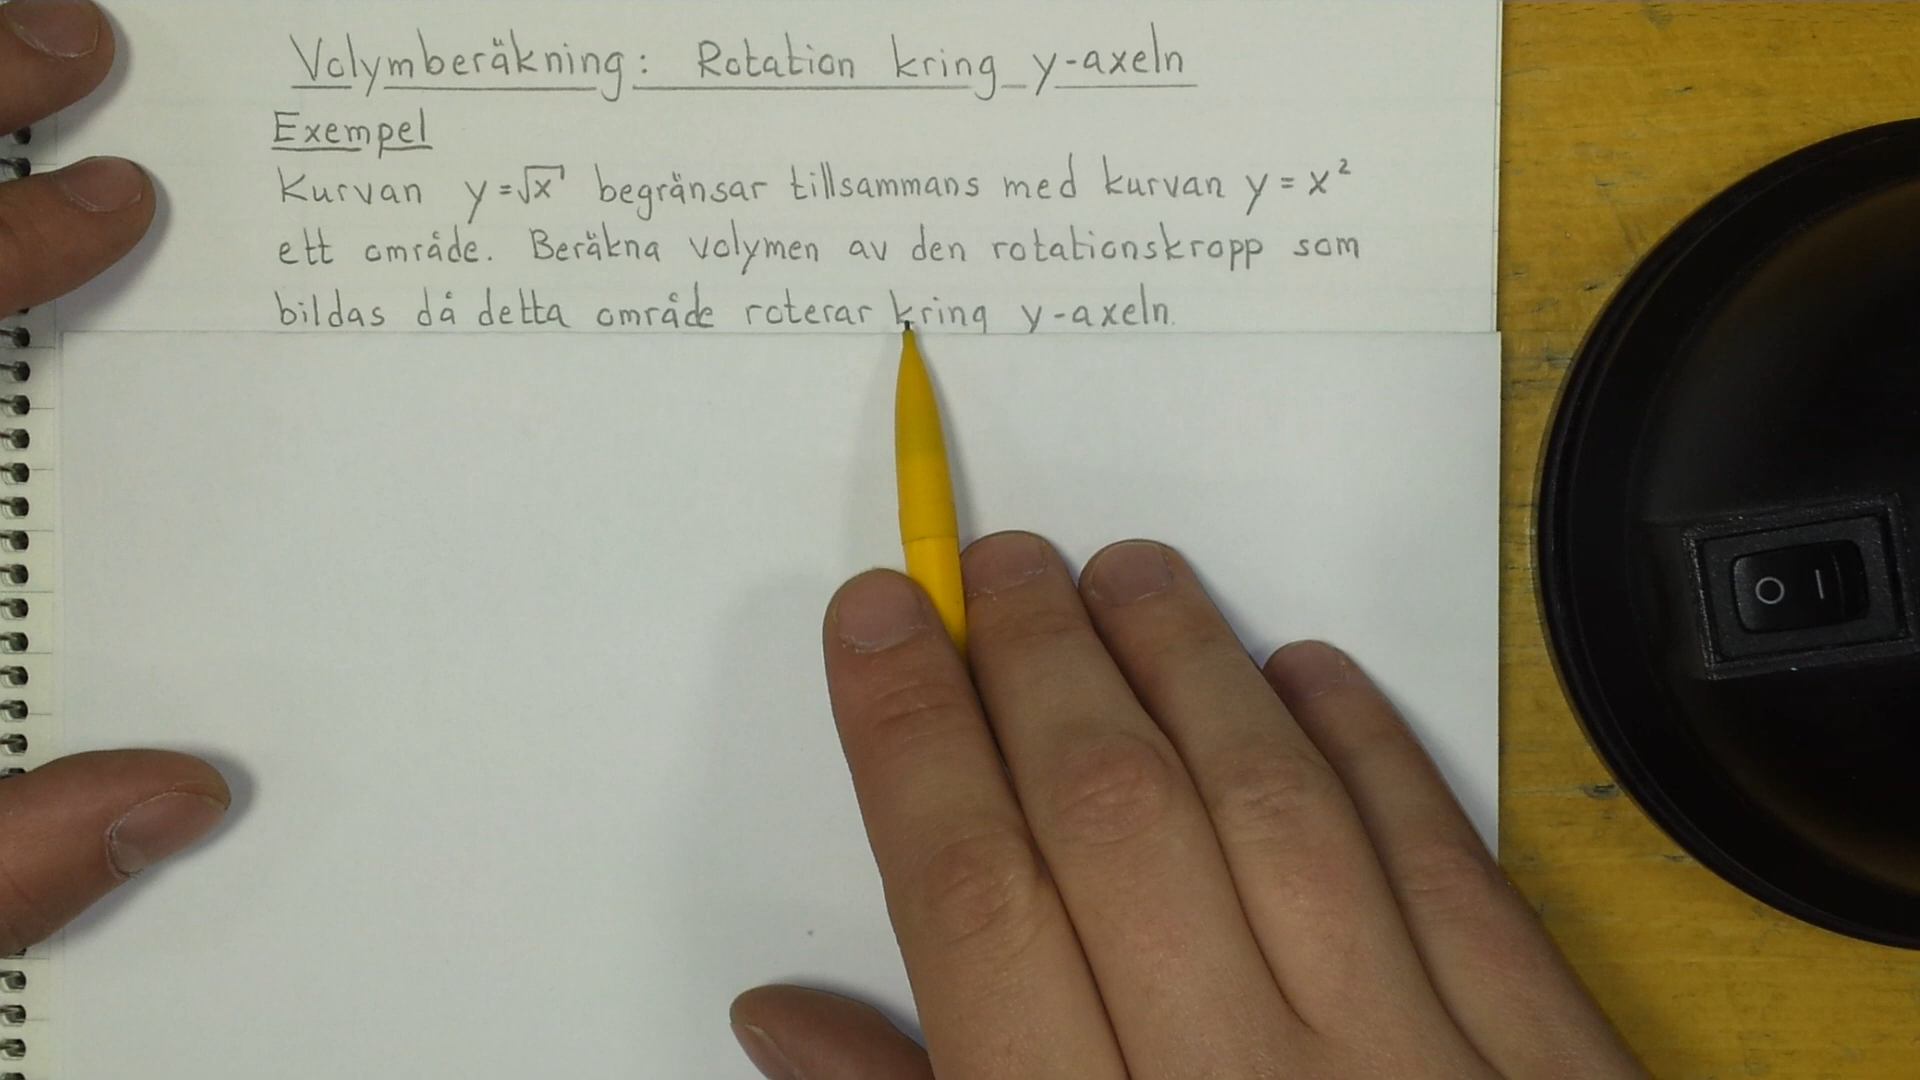 Volymberäkning: Rotation kring y-axeln
Exempel
Kurvan y=√x begränsar tillsammans med kurvan y = x²
ett område. Beräkna volymen av den rotationskropp som
bildas då detta område roterar kring y-axeln.
O I